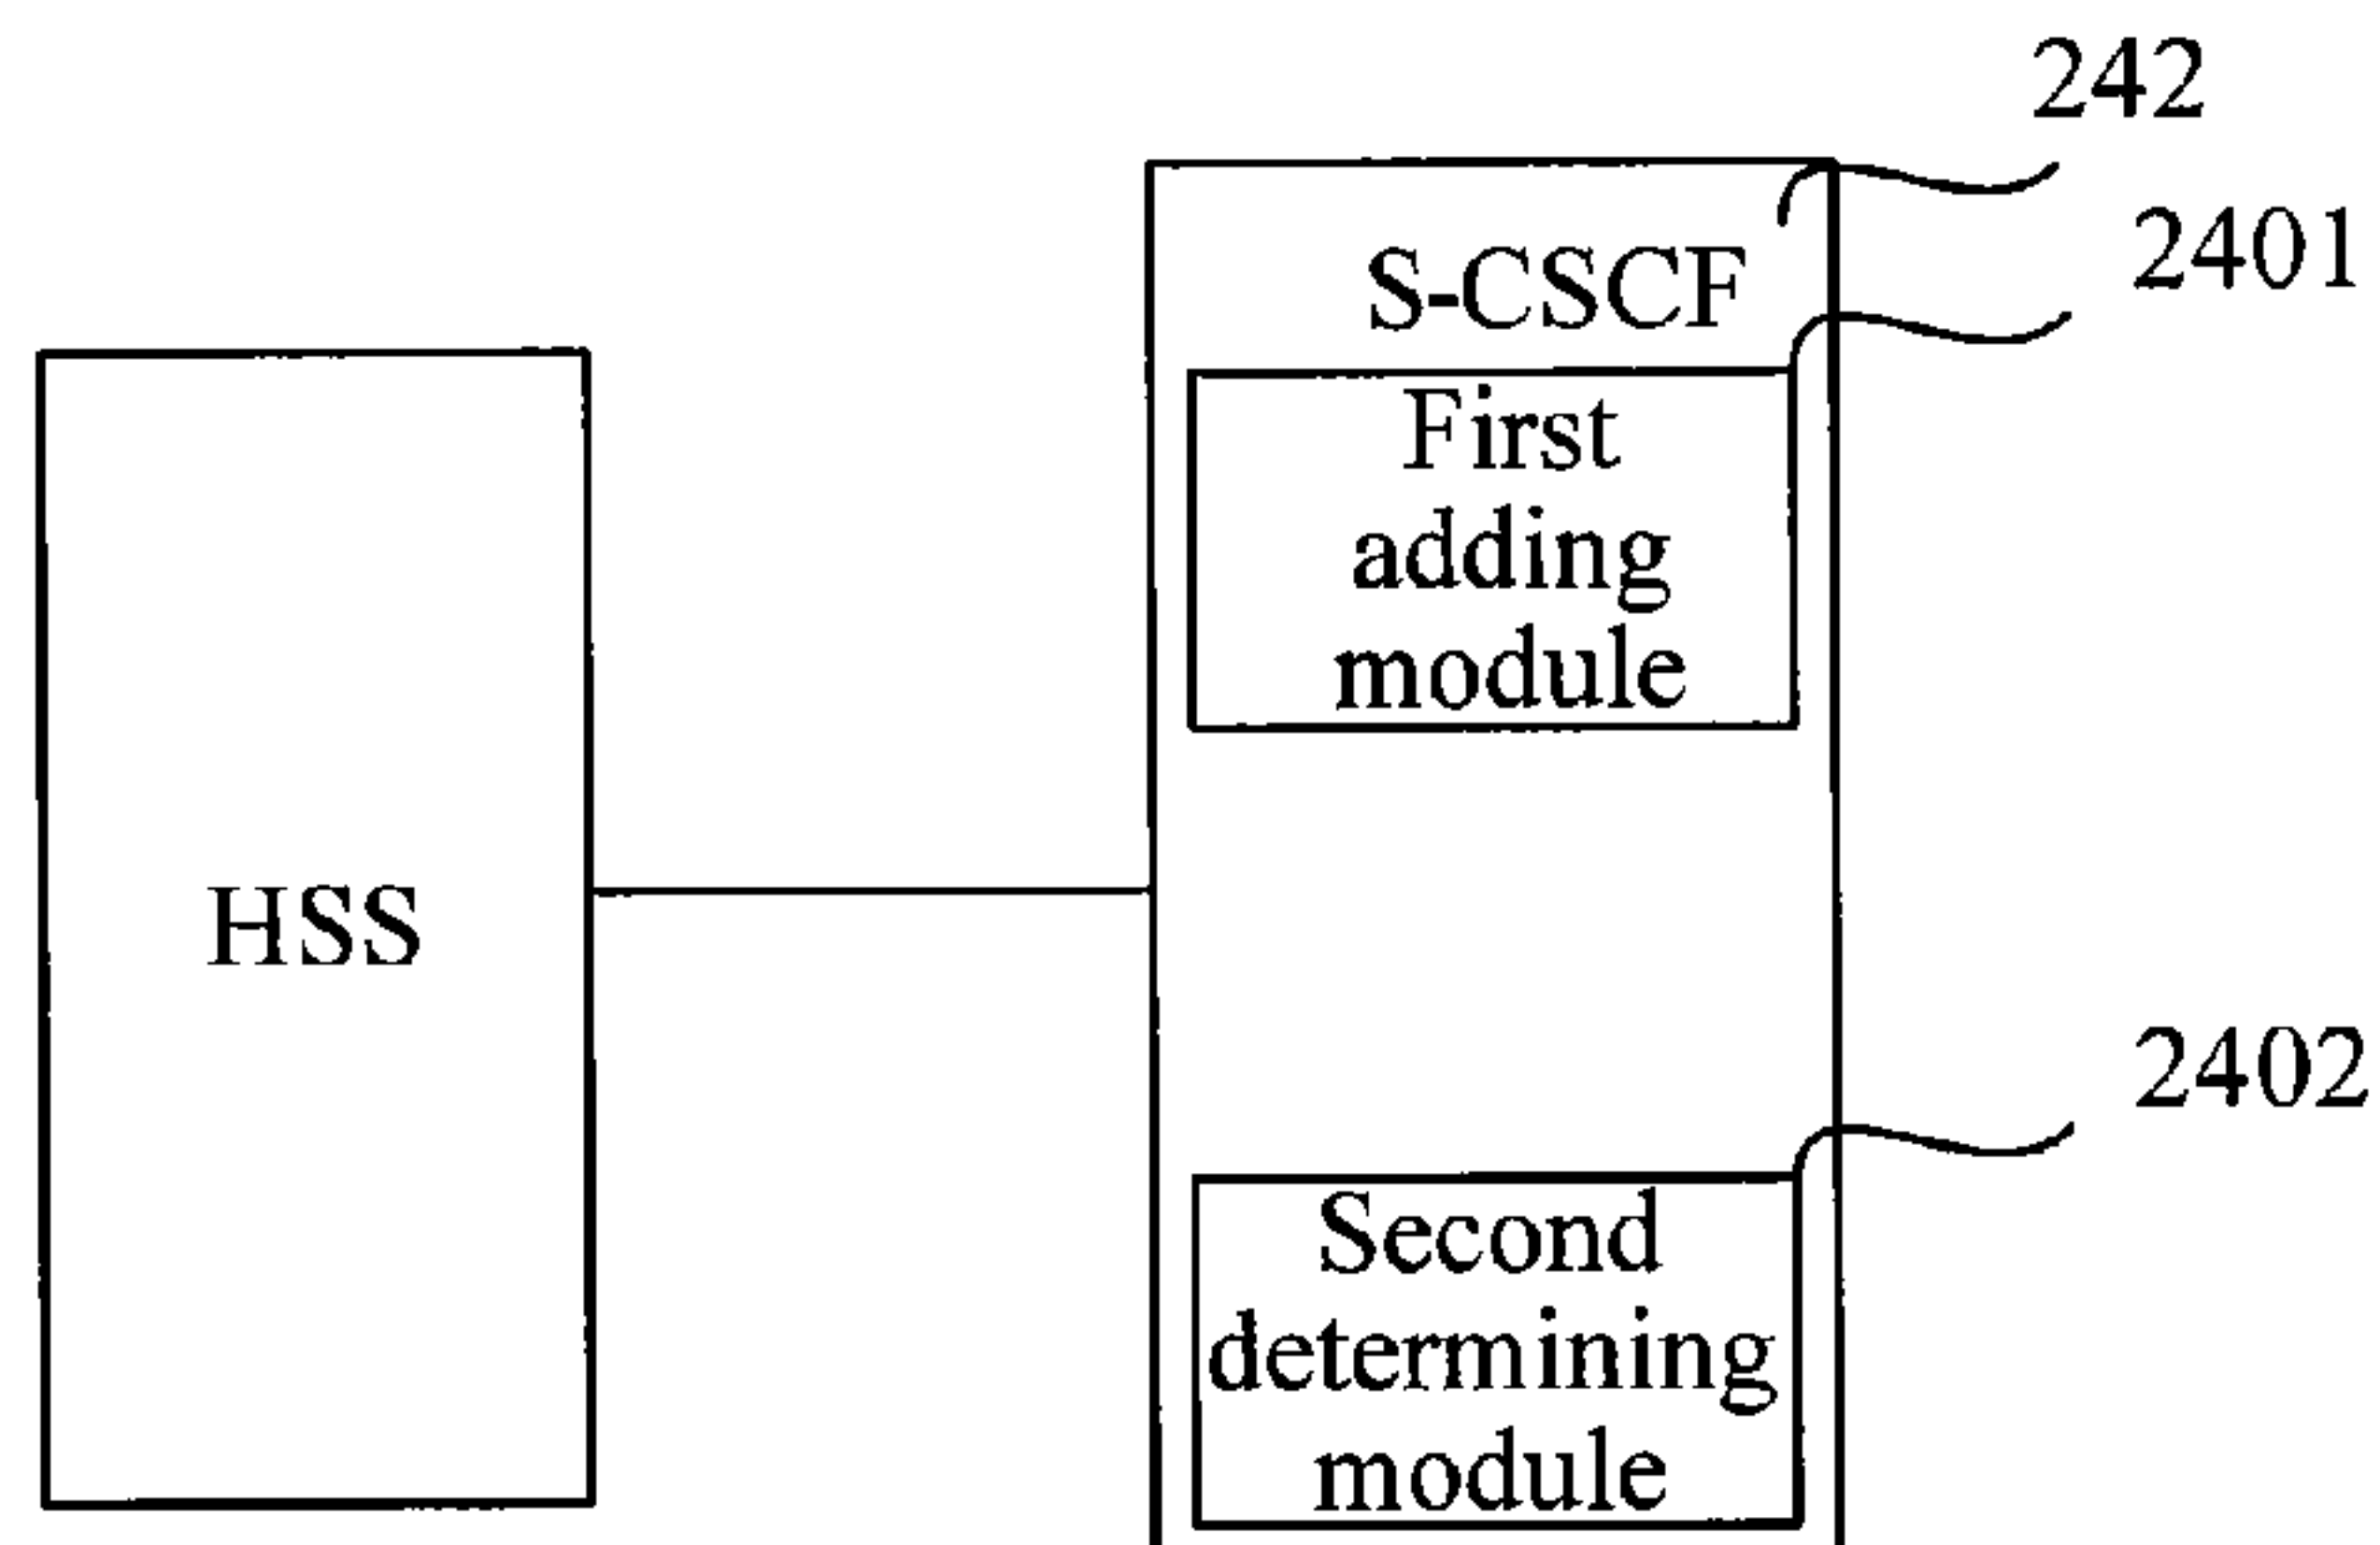 242
2401
S-CSCF
First
adding
module
HSS
2402
Second
determining
module